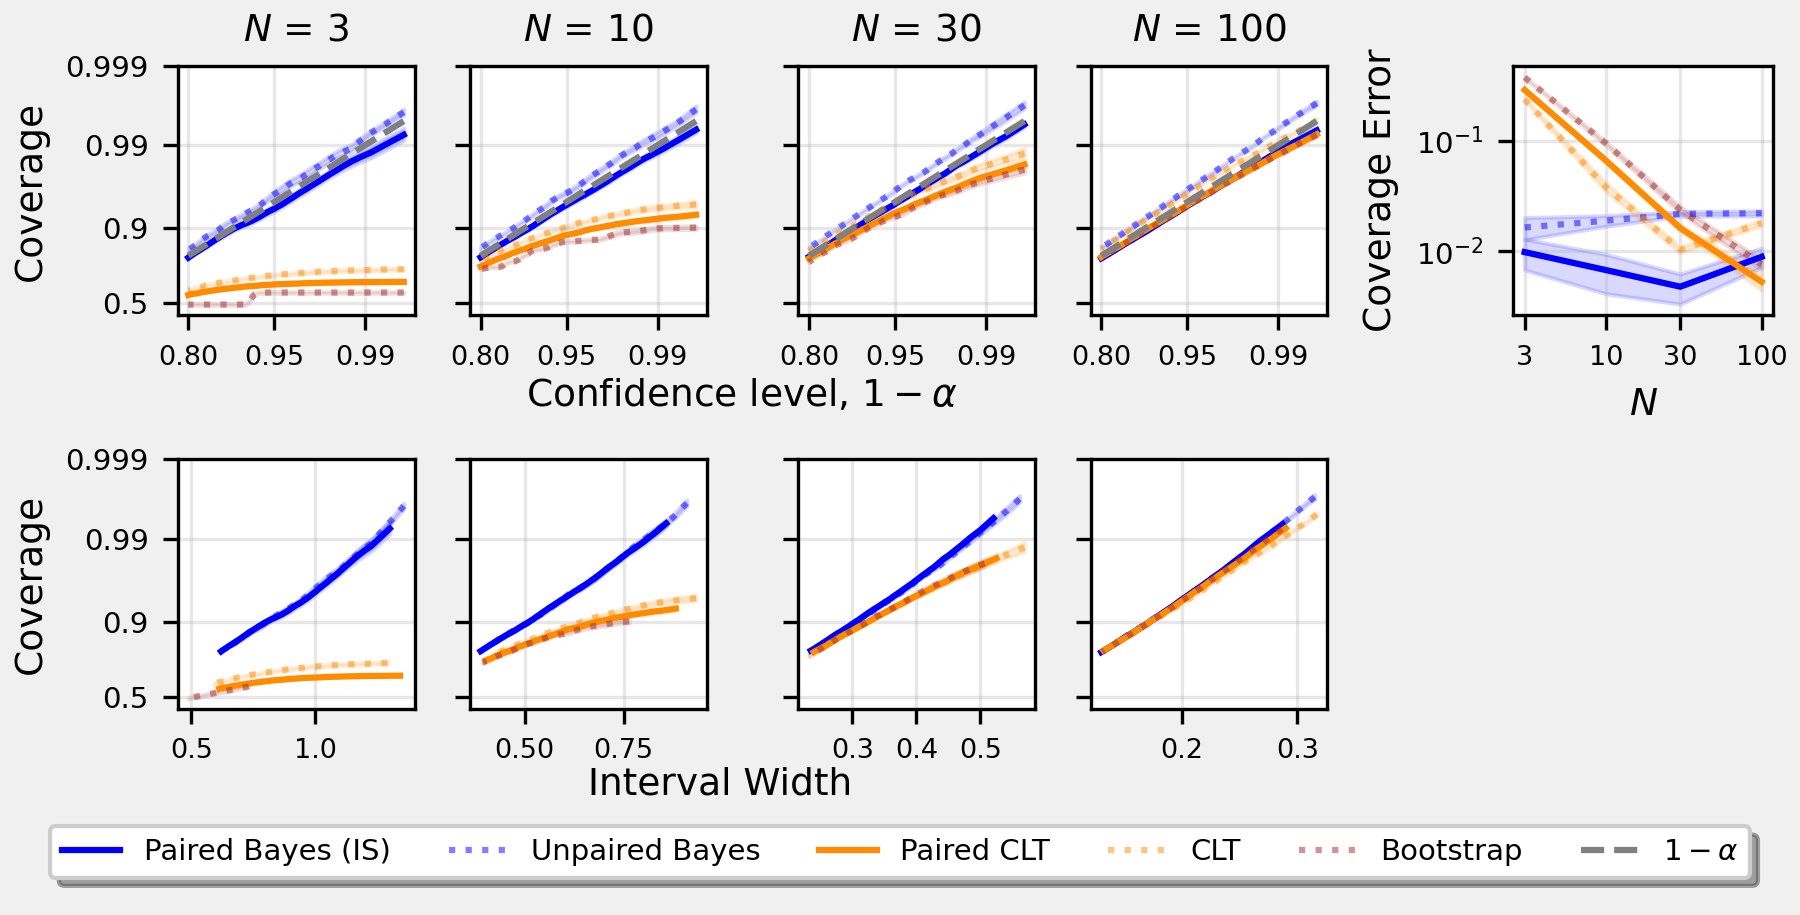 N = 3
N = 10
N = 30
N = 100
Coverage
0.999
0.99
0.9
0.5
0.80 0.95 0.99
0.80 0.95 0.99
0.80 0.95 0.99
0.80 0.95 0.99
Confidence level, 1 − α
Coverage Error
10⁻¹
10⁻²
3 10 30 100
N
Coverage
0.999
0.99
0.9
0.5
0.5 1.0
0.50 0.75
0.3 0.4 0.5
0.2 0.3
Interval Width
Paired Bayes (IS) Unpaired Bayes Paired CLT CLT Bootstrap 1 − α